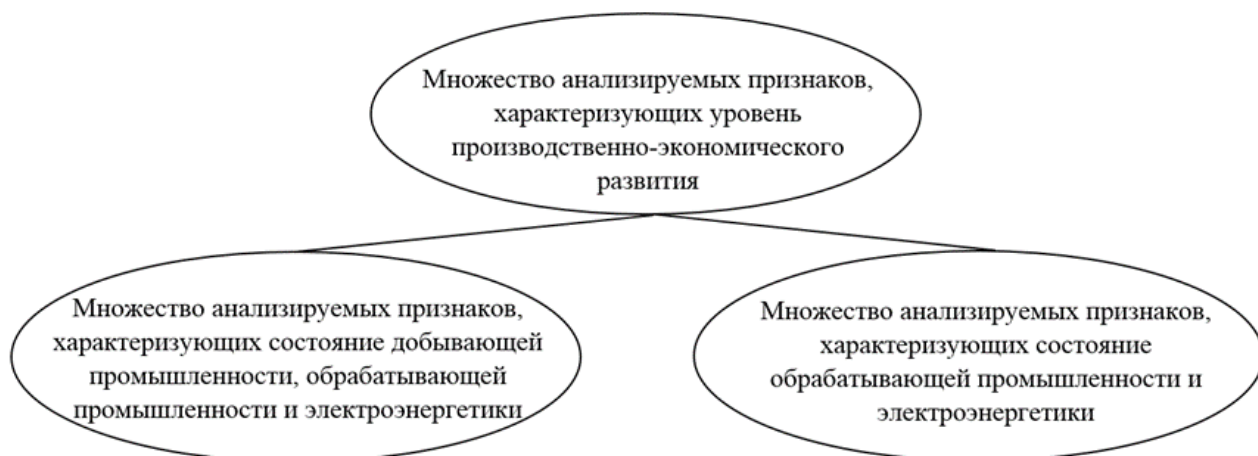 Множество анализируемых признаков,
характеризующих уровень
производственно-экономического
развития
Множество анализируемых признаков,
характеризующих состояние добывающей
промышленности, обрабатывающей
промышленности и электроэнергетики
Множество анализируемых признаков,
характеризующих состояние
обрабатывающей промышленности и
электроэнергетики